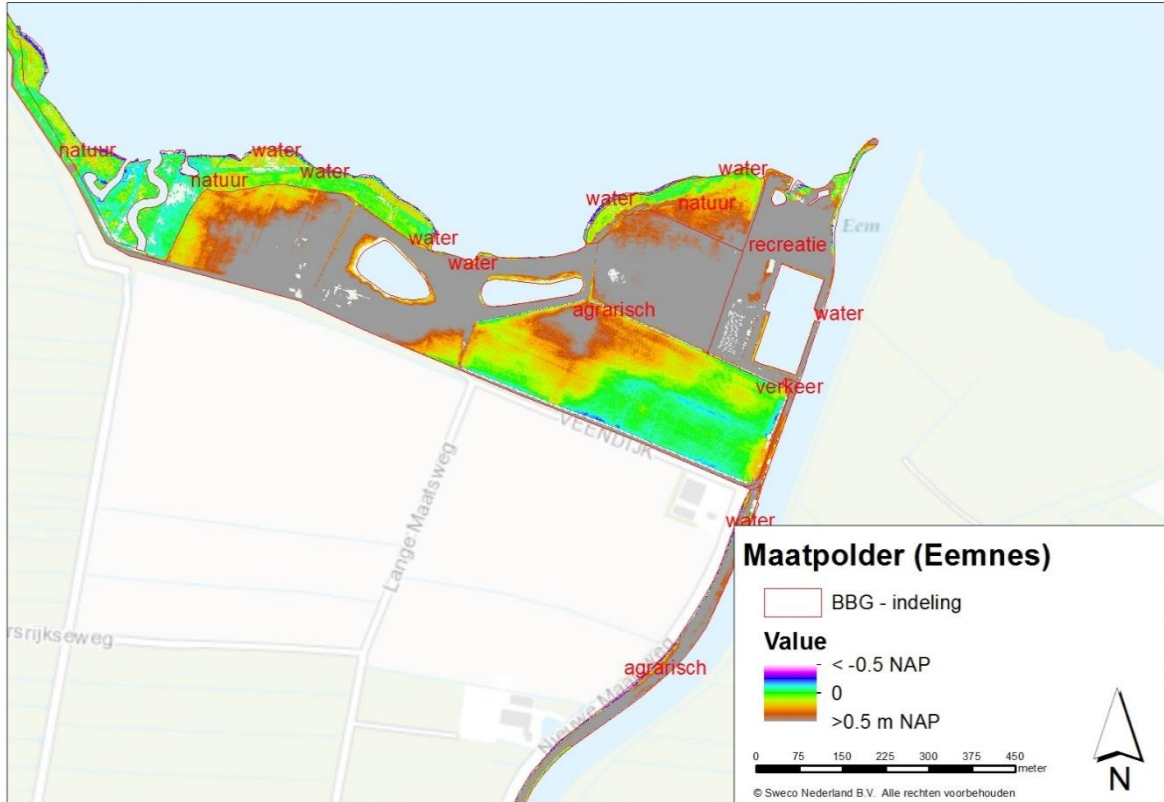 natuur
water
water
natuur
water
water
water
water
natuur
Eem
recreatie
agrarisch
water
verkeer
VEENDIJK
Lange Maatsweg
water
ersrijkseweg
agrarisch
Nieuwe Maatsweg
Maatpolder (Eemnes)
BBG - indeling
Value
< -0.5 NAP
0
>0.5 m NAP
0 75 150 225 300 375 450
meter
N
© Sweco Nederland B.V. Alle rechten voorbehouden